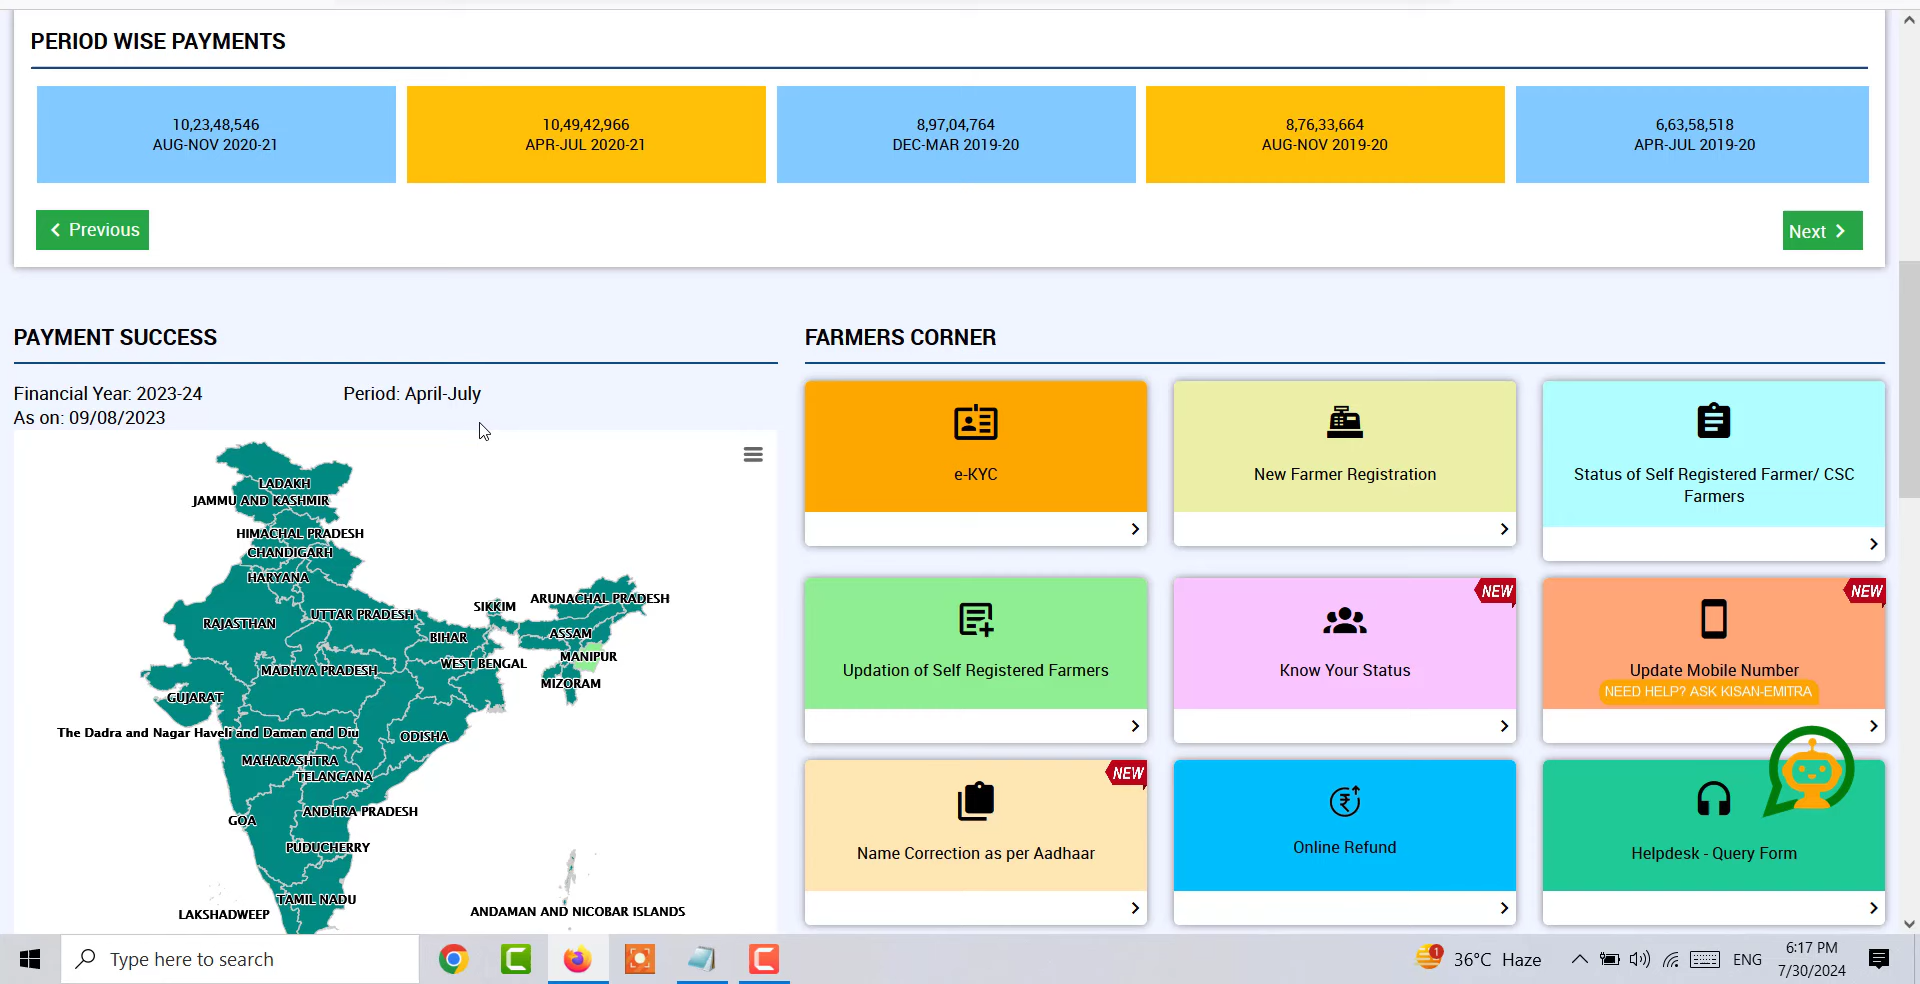 PERIOD WISE PAYMENTS
10,23,48,546
AUG-NOV 2020-21
10,49,42,966
APR-JUL 2020-21
8,97,04,764
DEC-MAR 2019-20
8,76,33,664
AUG-NOV 2019-20
6,63,58,518
APR-JUL 2019-20
Previous
Next
PAYMENT SUCCESS
Financial Year: 2023-24
Period: April-July
As on: 09/08/2023
LADAKH
JAMMU AND KASHMIR
HIMACHAL PRADESH
CHANDIGARH
HARYANA
UTTAR PRADESH
RAJASTHAN
SIKKIM
ARUNACHAL PRADESH
BIHAR
ASSAM
WEST BENGAL
MANIPUR
MADHYA PRADESH
MIZORAM
GUJARAT
The Dadra and Nagar Haveli and Daman and Diu
ODISHA
MAHARASHTRA
TELANGANA
ANDHRA PRADESH
GOA
PUDUCHERRY
TAMIL NADU
LAKSHADWEEP
ANDAMAN AND NICOBAR ISLANDS
FARMERS CORNER
e-KYC
New Farmer Registration
Status of Self Registered Farmer/ CSC
Farmers
Updation of Self Registered Farmers
NEW
Know Your Status
NEW
Update Mobile Number
NEED HELP? ASK KISAN-EMITRA
NEW
Name Correction as per Aadhaar
Online Refund
Helpdesk - Query Form
Type here to search
1
36°C Haze
ENG
6:17 PM
7/30/2024